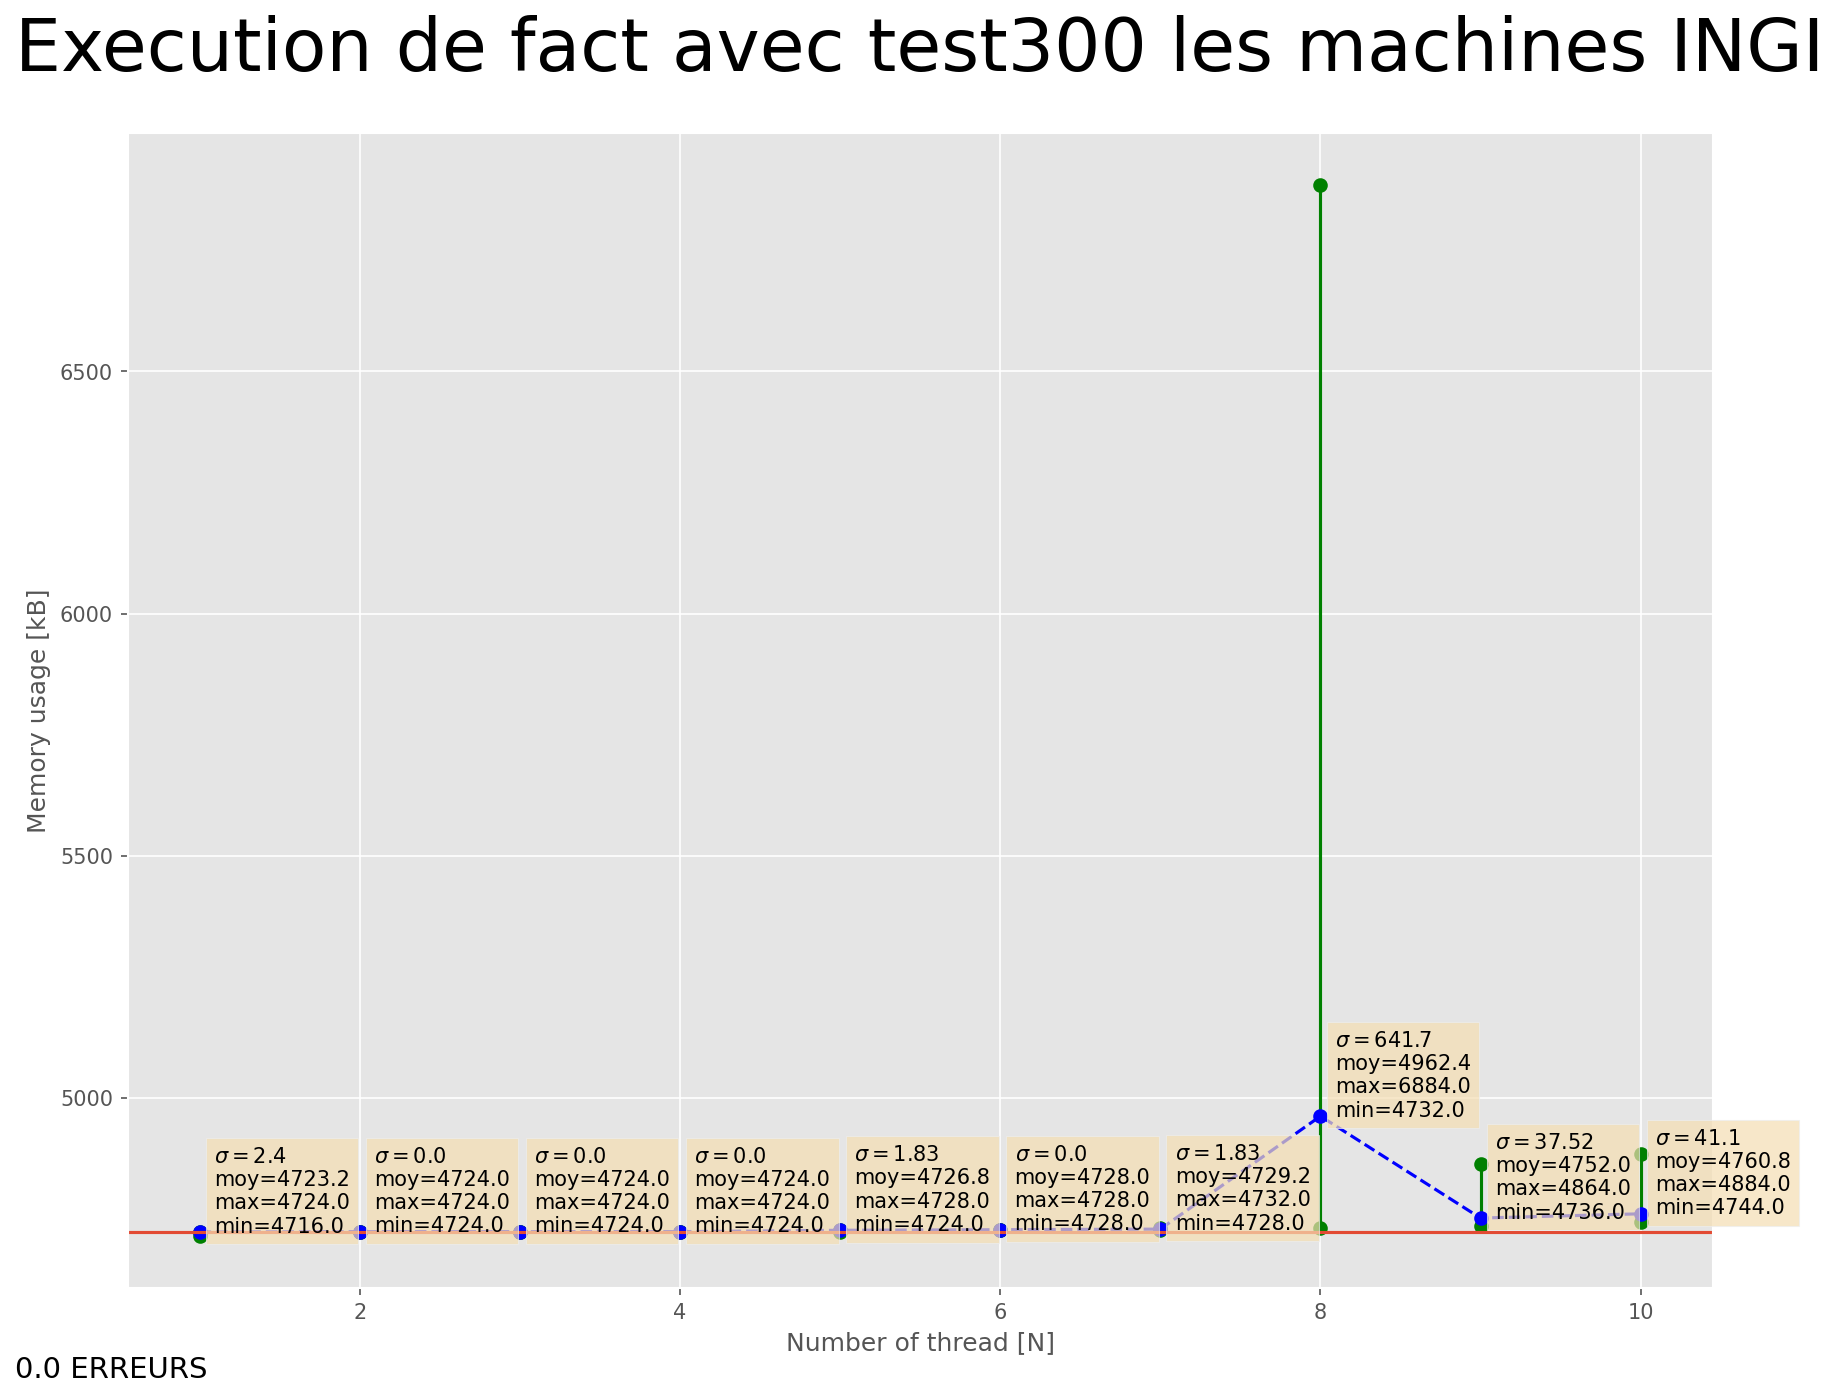 Execution de fact avec test300 les machines INGI
6500
6000
5500
5000
Memory usage [kB]
σ = 2.4
moy=4723.2
max=4724.0
min=4716.0
σ = 0.0
moy=4724.0
max=4724.0
min=4724.0
σ = 0.0
moy=4724.0
max=4724.0
min=4724.0
σ = 0.0
moy=4724.0
max=4724.0
min=4724.0
σ = 1.83
moy=4726.8
max=4728.0
min=4724.0
σ = 0.0
moy=4728.0
max=4728.0
min=4728.0
σ = 1.83
moy=4729.2
max=4732.0
min=4728.0
σ = 641.7
moy=4962.4
max=6884.0
min=4732.0
σ = 37.52
moy=4752.0
max=4864.0
min=4736.0
σ = 41.1
moy=4760.8
max=4884.0
min=4744.0
2
4
6
8
10
Number of thread [N]
0.0 ERREURS